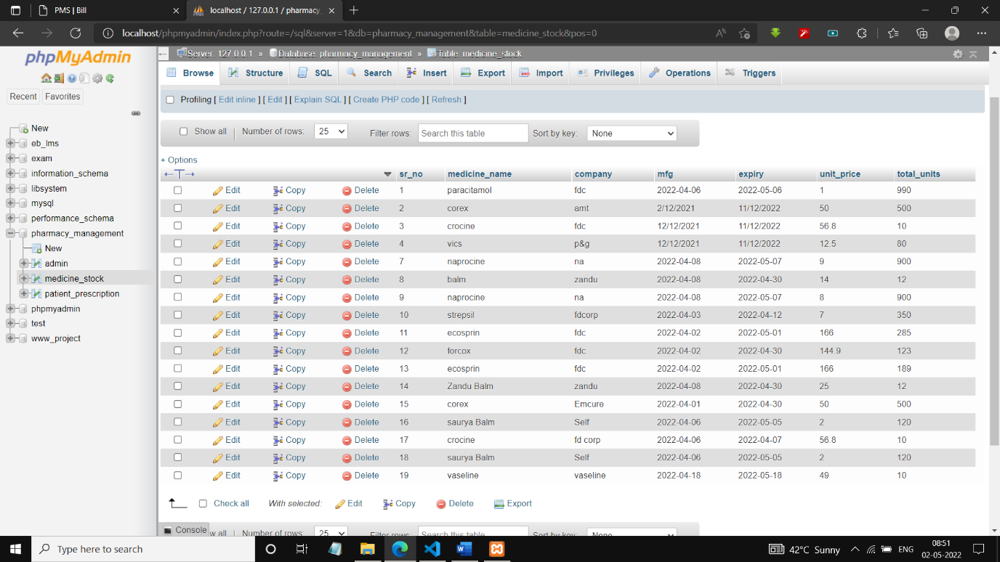 PMS | Bill
localhost / 127.0.0.1 / pharmacy_
localhost/phpmyadmin/index.php?route=/sql&server=1&db=pharmacy_management&table=medicine_stock&pos=0
phpMyAdmin
Recent Favorites
New
eb_lms
exam
information_schema
libsystem
mysql
performance_schema
pharmacy_management
New
admin
medicine_stock
patient_prescription
phpmyadmin
test
www_project
Server: 127.0.0.1 » Database: pharmacy_management » Table: medicine_stock
Browse Structure SQL Search Insert Export Import Privileges Operations Triggers
Profiling [ Edit inline ] [ Edit ] [ Explain SQL ] [ Create PHP code ] [ Refresh ]
Show all | Number of rows: 25 Filter rows: Search this table Sort by key: None
+ Options
←T→ sr_no medicine_name company mfg expiry unit_price total_units
Edit Copy Delete 1 paracitamol fdc 2022-04-06 2022-05-06 1 990
Edit Copy Delete 2 corex amt 2/12/2021 11/12/2022 50 500
Edit Copy Delete 3 crocine fdc 12/12/2021 11/12/2022 56.8 10
Edit Copy Delete 4 vics p&g 12/12/2021 11/12/2022 12.5 80
Edit Copy Delete 7 naprocine na 2022-04-08 2022-05-07 9 900
Edit Copy Delete 8 balm zandu 2022-04-08 2022-04-30 14 12
Edit Copy Delete 9 naprocine na 2022-04-08 2022-05-07 8 900
Edit Copy Delete 10 strepsil fdcorp 2022-04-03 2022-04-12 7 350
Edit Copy Delete 11 ecosprin fdc 2022-04-02 2022-05-01 166 285
Edit Copy Delete 12 forcox fdc 2022-04-02 2022-04-30 144.9 123
Edit Copy Delete 13 ecosprin fdc 2022-04-02 2022-05-01 166 189
Edit Copy Delete 14 Zandu Balm zandu 2022-04-08 2022-04-30 25 12
Edit Copy Delete 15 corex Emcure 2022-04-01 2022-04-30 50 500
Edit Copy Delete 16 saurya Balm Self 2022-04-06 2022-05-05 2 120
Edit Copy Delete 17 crocine fd corp 2022-04-06 2022-04-07 56.8 10
Edit Copy Delete 18 saurya Balm Self 2022-04-06 2022-05-05 2 120
Edit Copy Delete 19 vaseline vaseline 2022-04-18 2022-05-18 49 10
Check all With selected: Edit Copy Delete Export
Console w all | Number of rows: 25 Filter rows: Search this table Sort by key: None
Type here to search
42°C Sunny
ENG
08:51
02-05-2022